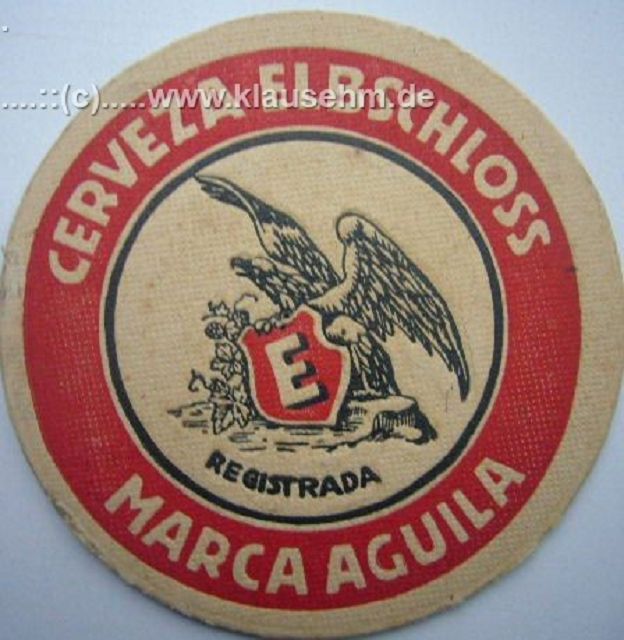 .....::(c).....www.klausehm.de
CERVEZA ELBSCHLOSS
E
REGISTRADA
MARCA AGUILA